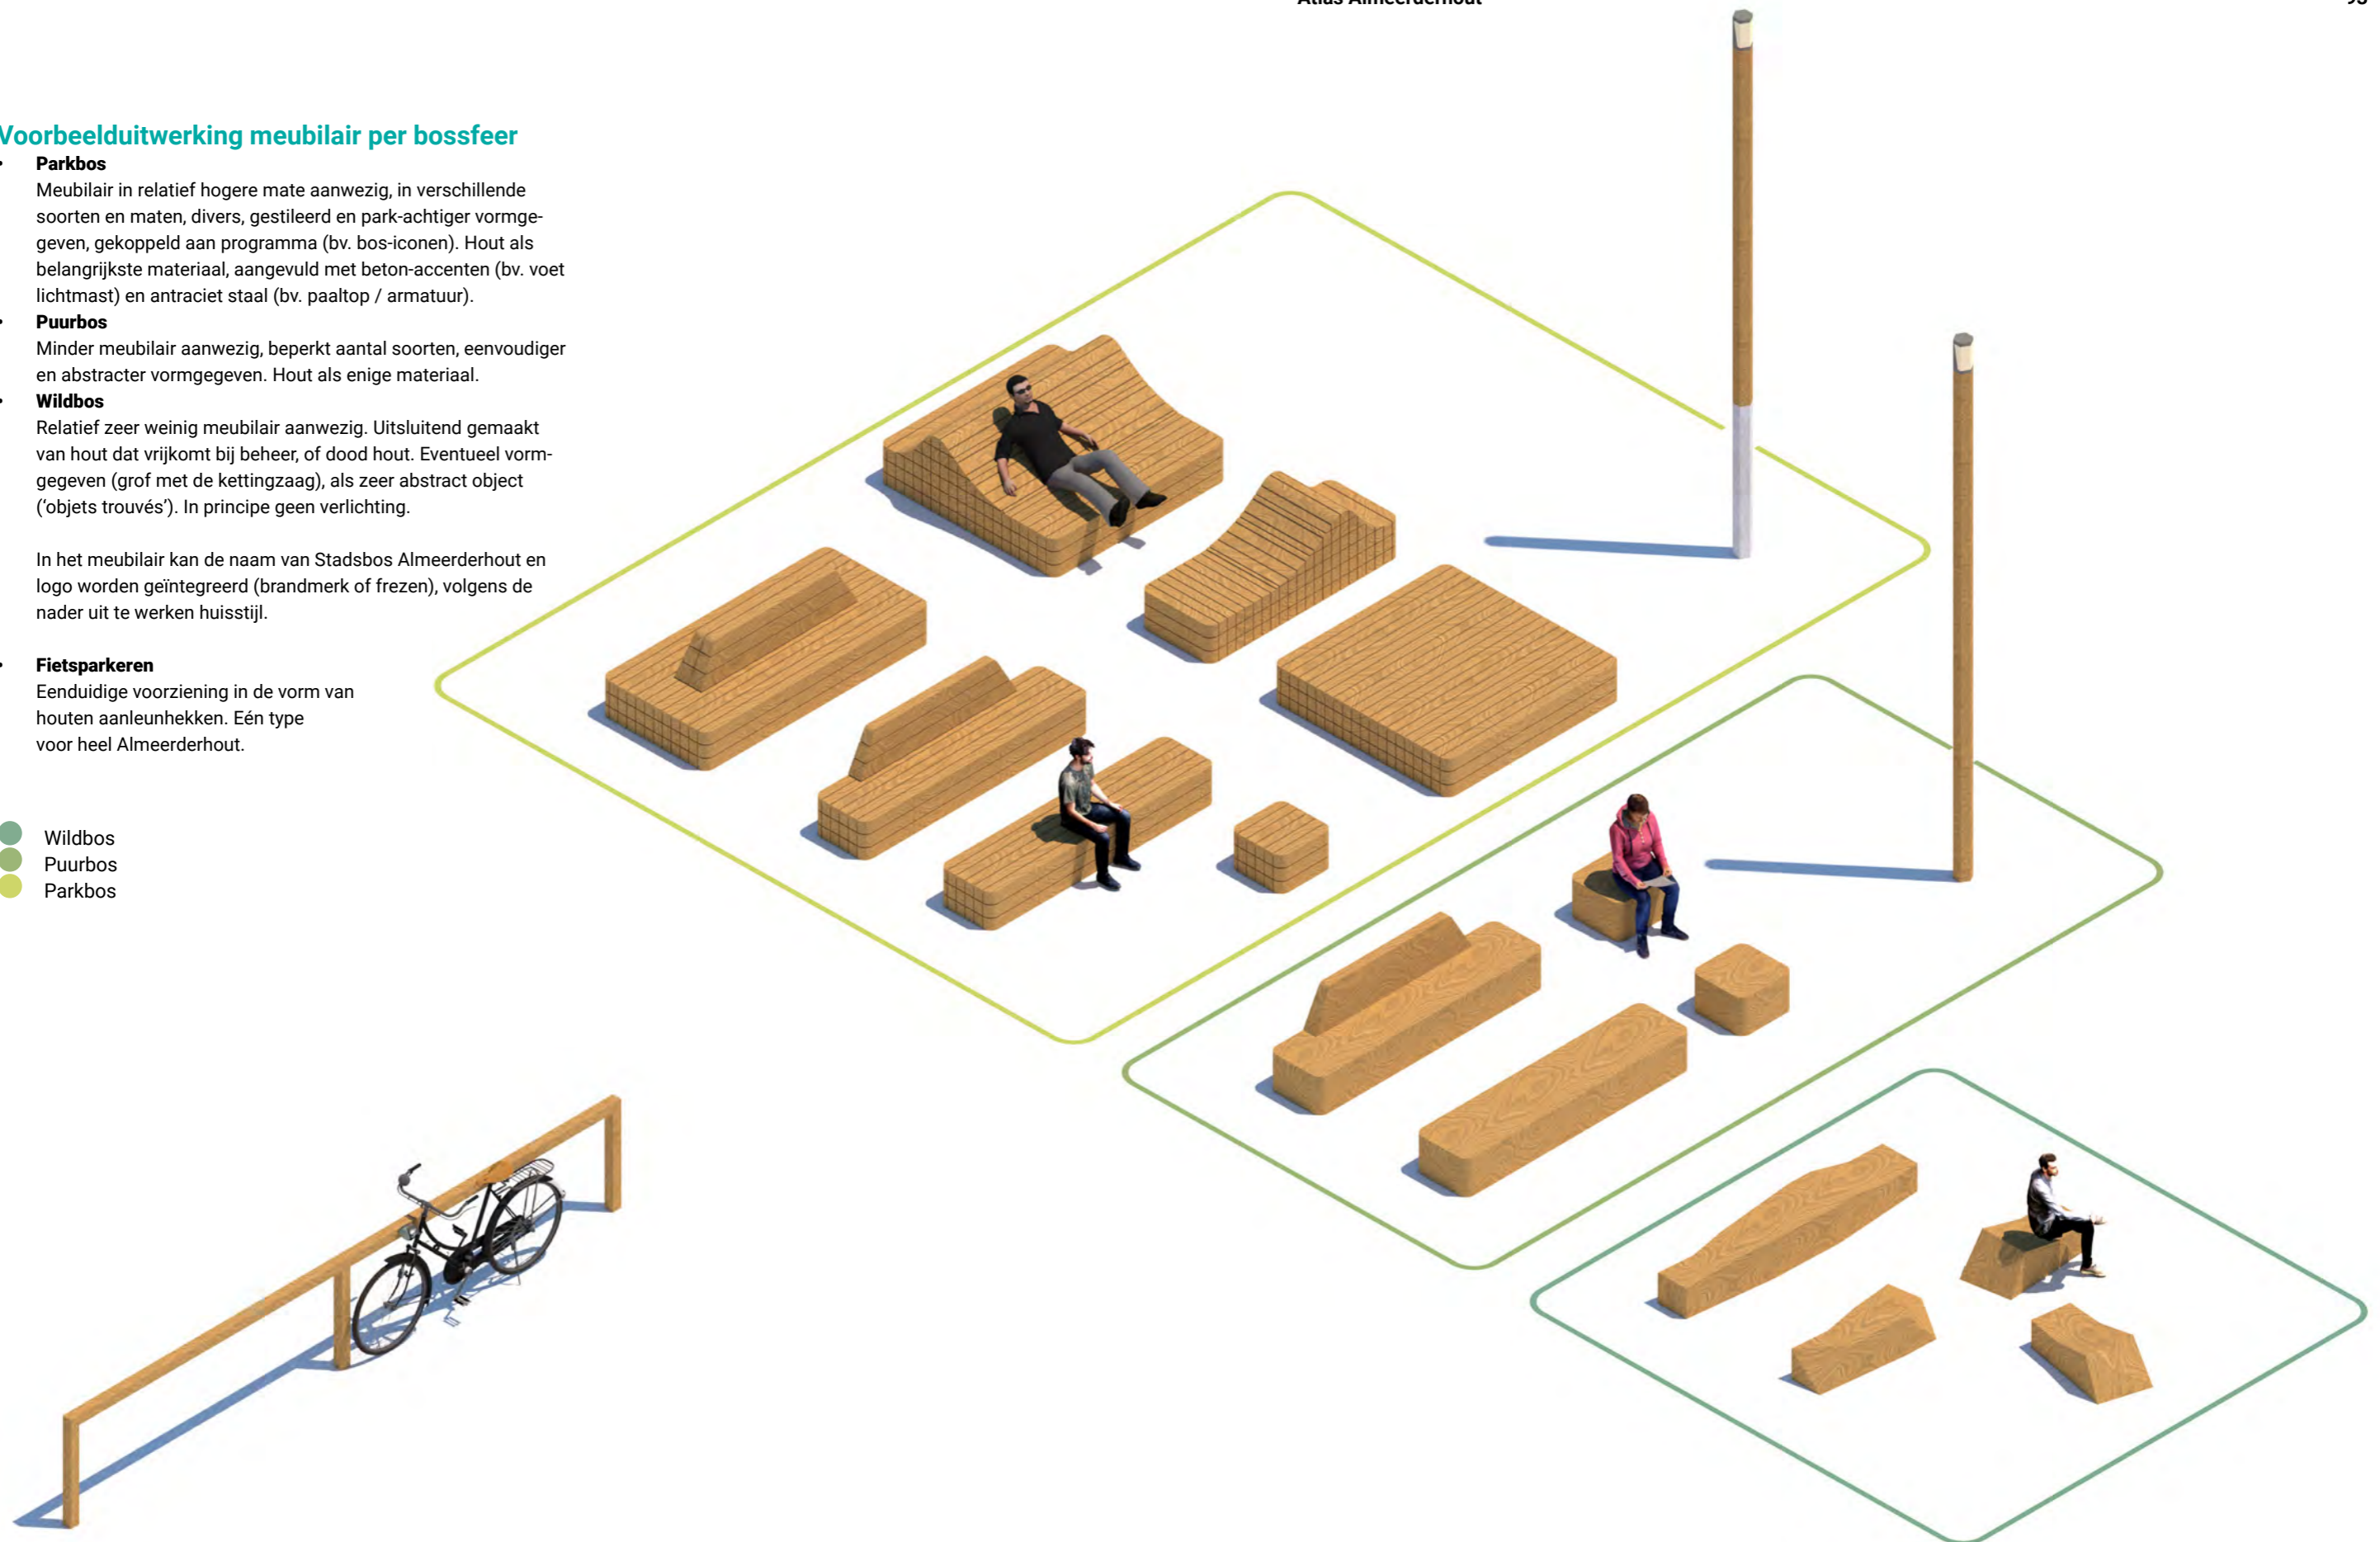 Atlas Almeerderhout
Voorbeelduitwerking meubilair per bossfeer
• Parkbos
Meubilair in relatief hogere mate aanwezig, in verschillende
soorten en maten, divers, gestileerd en park-achtiger vormge-
geven, gekoppeld aan programma (bv. bos-iconen). Hout als
belangrijkste materiaal, aangevuld met beton-accenten (bv. voet
lichtmast) en antraciet staal (bv. paaltop / armatuur).
• Puurbos
Minder meubilair aanwezig, beperkt aantal soorten, eenvoudiger
en abstracter vormgegeven. Hout als enige materiaal.
• Wildbos
Relatief zeer weinig meubilair aanwezig. Uitsluitend gemaakt
van hout dat vrijkomt bij beheer, of dood hout. Eventueel vorm-
gegeven (grof met de kettingzaag), als zeer abstract object
(‘objets trouvés’). In principe geen verlichting.
In het meubilair kan de naam van Stadsbos Almeerderhout en
logo worden geïntegreerd (brandmerk of frezen), volgens de
nader uit te werken huisstijl.
• Fietsparkeren
Eenduidige voorziening in de vorm van
houten aanleunhekken. Eén type
voor heel Almeerderhout.
Wildbos
Puurbos
Parkbos